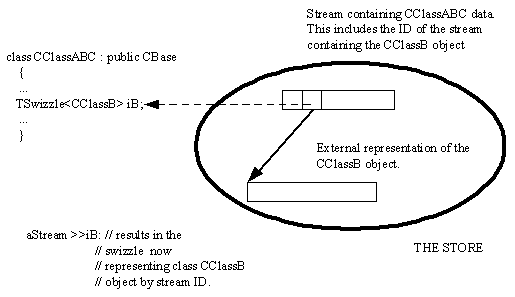 Stream containing CClassABC data.
This includes the ID of the stream
containing the CClassB object
class CClassABC : public CBase
{
...
TSwizzle<CClassB> iB;
...
}
External representation of the
CClassB object.
aStream >>iB: // results in the
// swizzle now
// representing class CClassB
// object by stream ID.
THE STORE